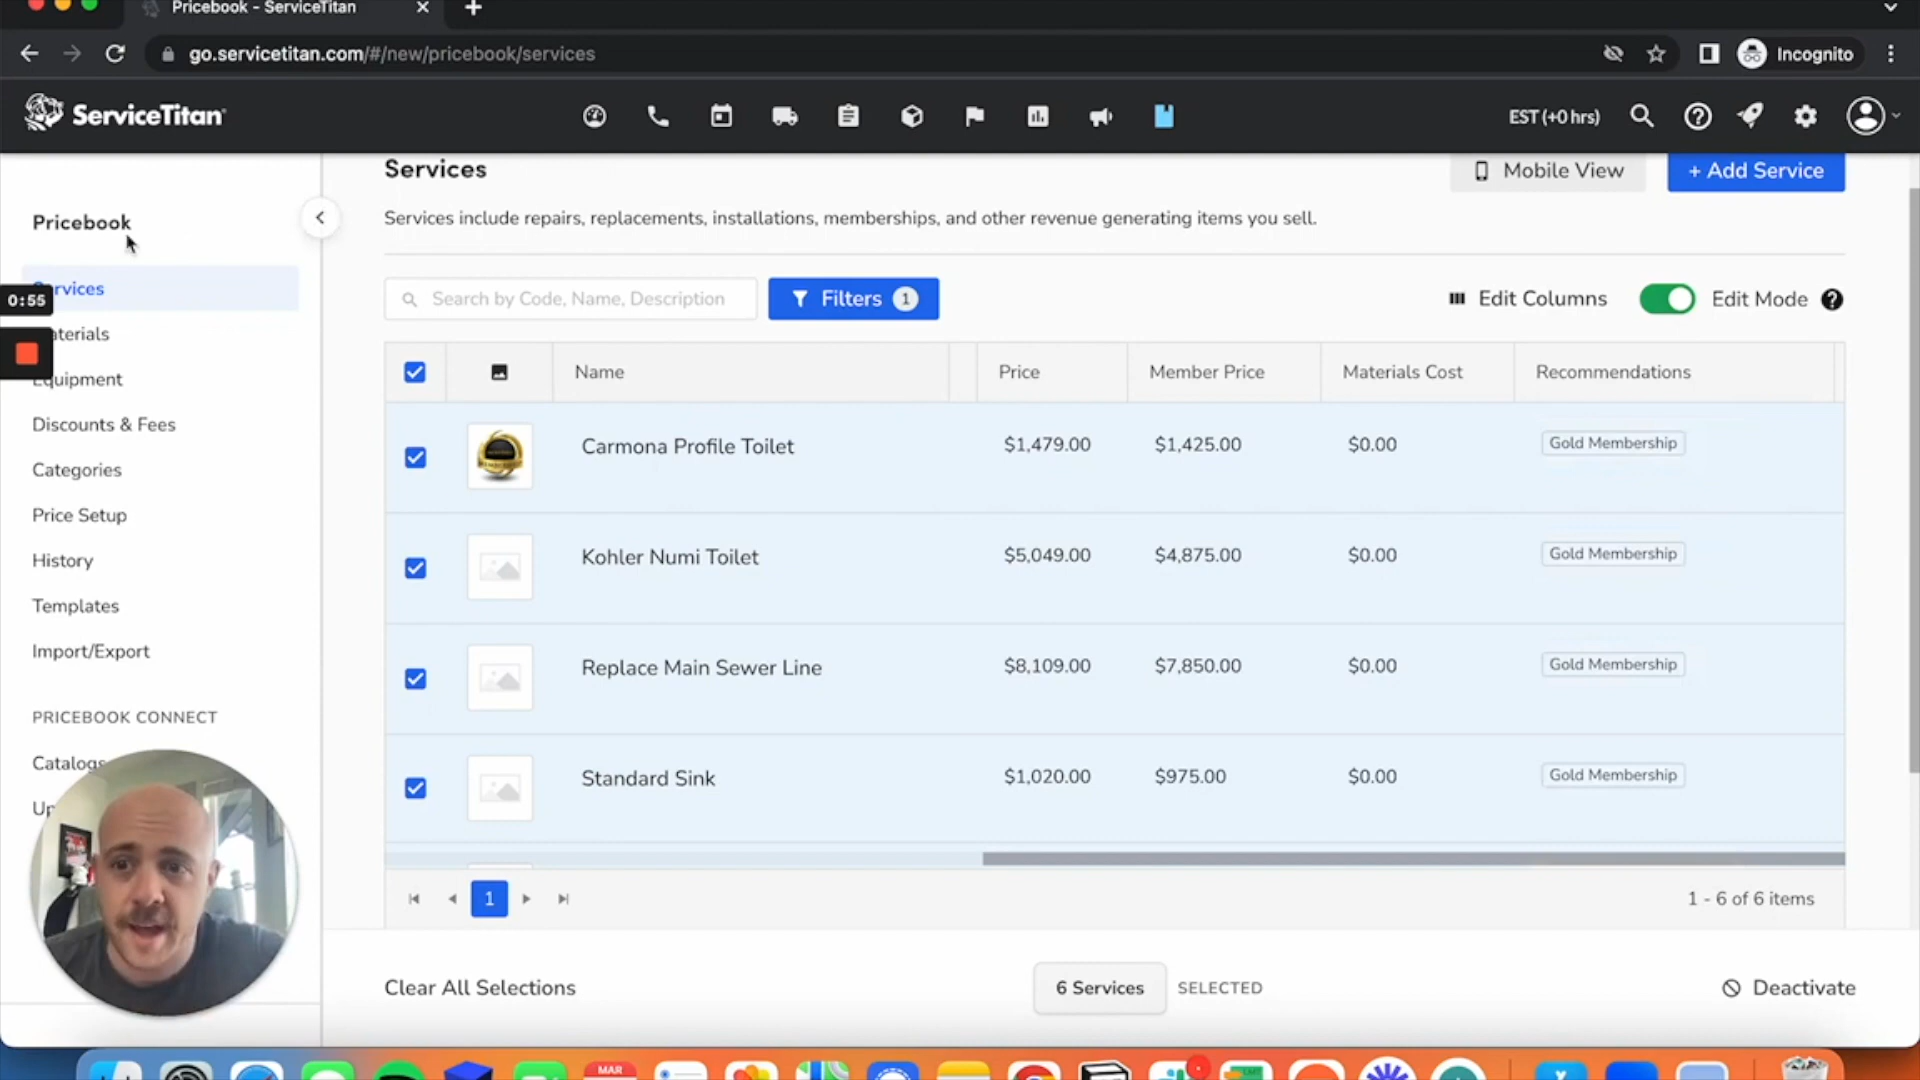 Pricebook - ServiceTitan
go.servicetitan.com/#/new/pricebook/services
Incognito
ServiceTitan
EST (+0 hrs)
Pricebook
Services
Materials
Equipment
Discounts & Fees
Categories
Price Setup
History
Templates
Import/Export
PRICEBOOK CONNECT
Catalogs
0:55
Services
Mobile View
+ Add Service
Services include repairs, replacements, installations, memberships, and other revenue generating items you sell.
Search by Code, Name, Description
Filters 1
Edit Columns
Edit Mode
Name Price Member Price Materials Cost Recommendations
Carmona Profile Toilet $1,479.00 $1,425.00 $0.00 Gold Membership
Kohler Numi Toilet $5,049.00 $4,875.00 $0.00 Gold Membership
Replace Main Sewer Line $8,109.00 $7,850.00 $0.00 Gold Membership
Standard Sink $1,020.00 $975.00 $0.00 Gold Membership
1
1 - 6 of 6 items
Clear All Selections
6 Services SELECTED
Deactivate
MAR